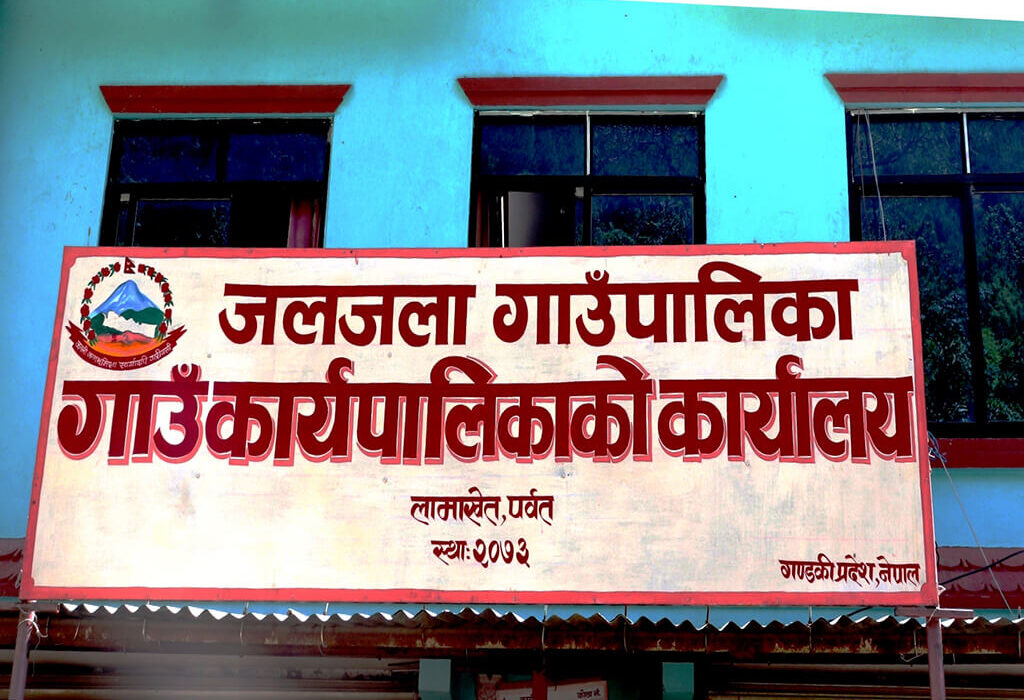 जलजला गाउँपालिका
गाउँकार्यपालिकाको कार्यालय
लामाखेत, पर्वत
स्था: २०७३
गण्डकी प्रदेश, नेपाल